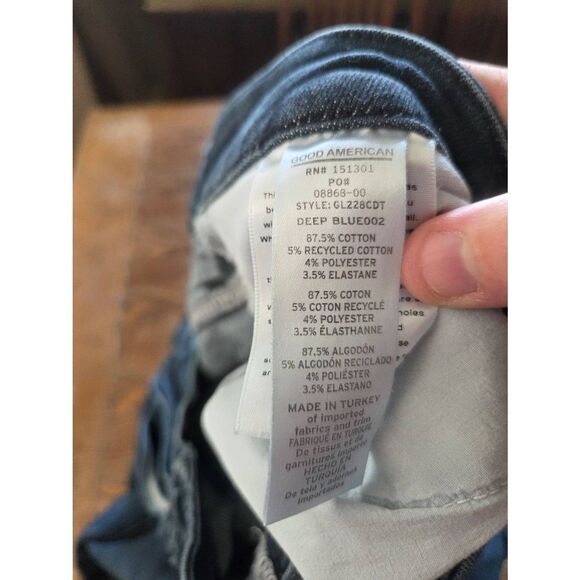 GOOD AMERICAN
RN# 151301
PO#
08868-00
STYLE: GL228CDT
DEEP BLUE002
87.5% COTTON
5% RECYCLED COTTON
4% POLYESTER
3.5% ELASTANE
87.5% COTON
5% COTON RECYCLÉ
4% POLYESTER
3.5% ÉLASTHANNE
87.5% ALGODÓN
5% ALGODÓN RECICLADO
4% POLIÉSTER
3.5% ELASTANO
MADE IN TURKEY
of imported
fabrics and trim
FABRIQUÉ EN TURQUIE
De tissus et de
garnitures importés
HECHO EN
TURQUÍA
De tela y adornos
importados